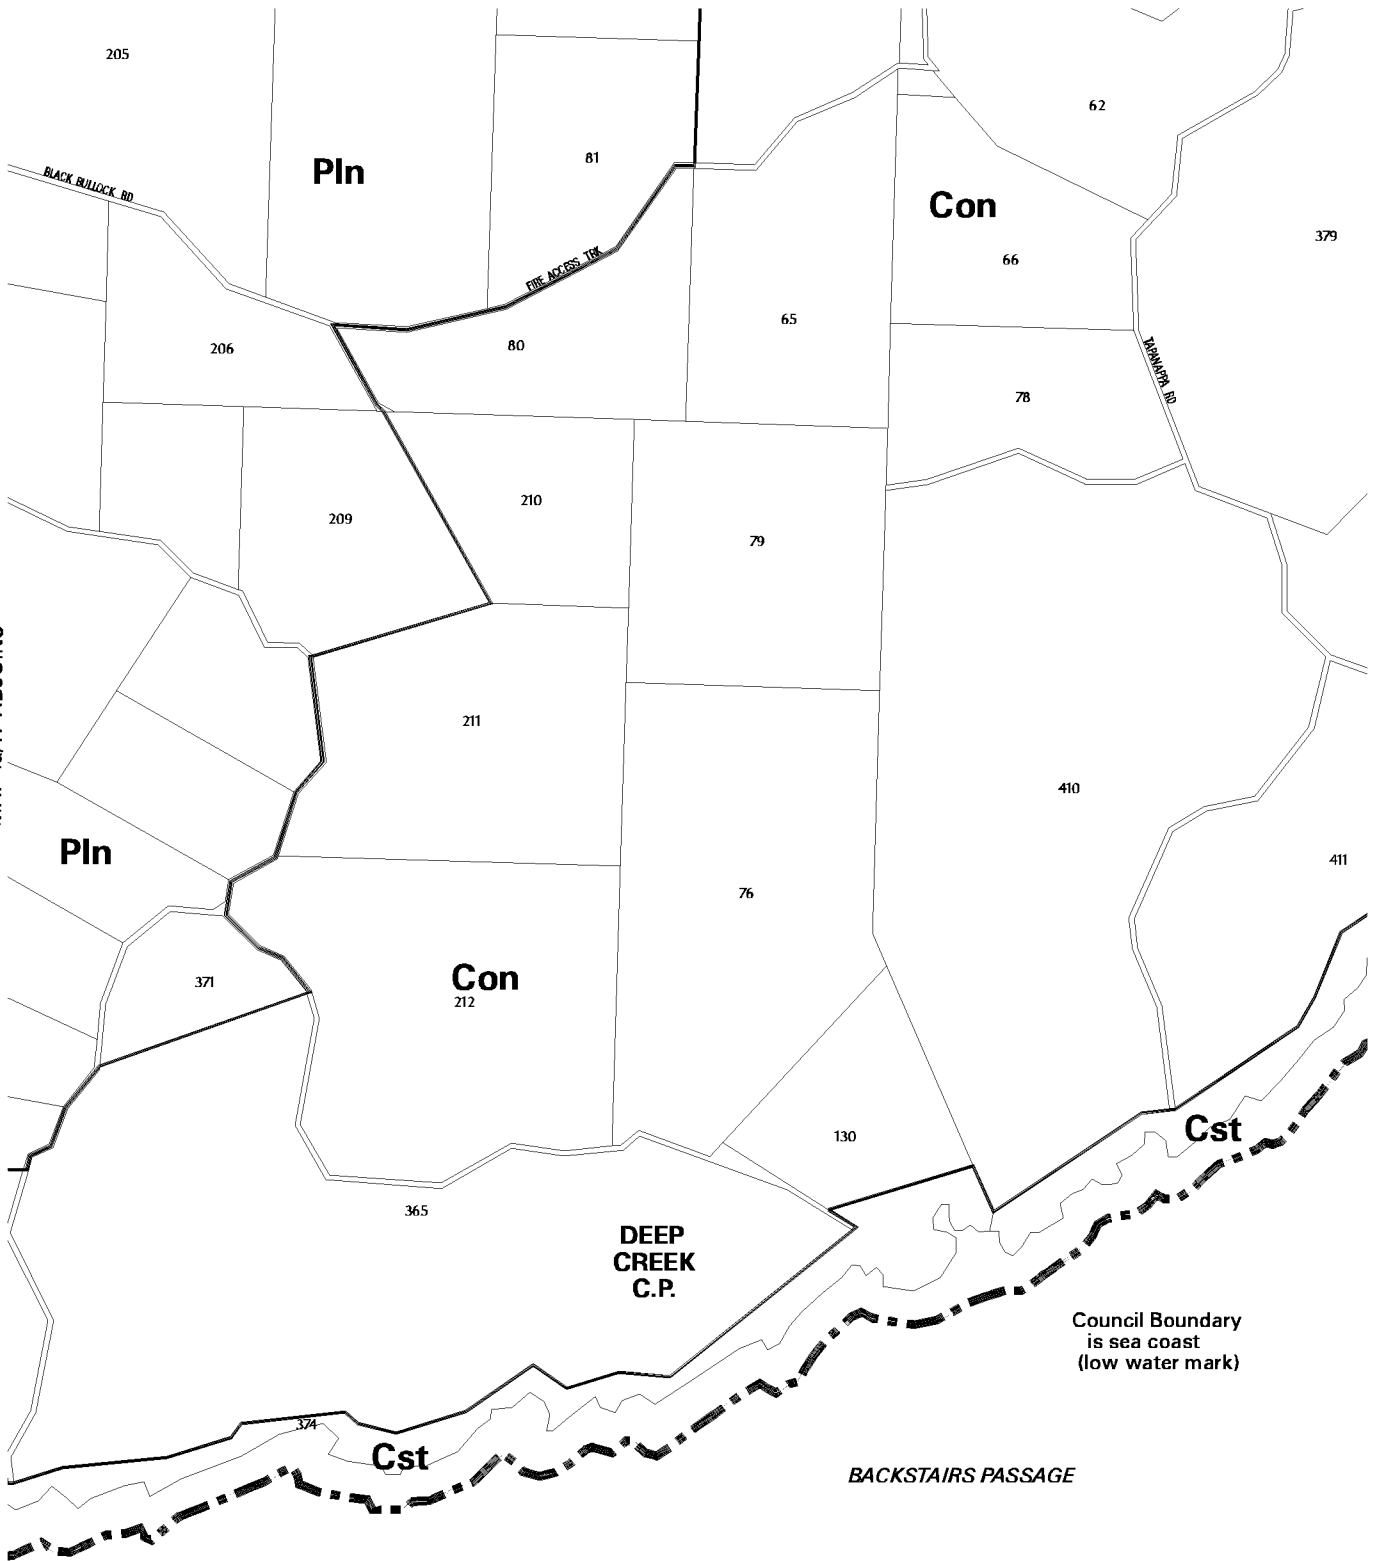 205
62
81
Pln
BLACK BULLOCK RD
Con
379
FIRE ACCESS TRK
66
65
206
80
TAPANAPPA RD
78
210
209
79
211
410
Pln
411
76
371
Con
212
Cst
130
365
DEEP
CREEK
C.P.
Council Boundary
is sea coast
(low water mark)
374
Cst
BACKSTAIRS PASSAGE